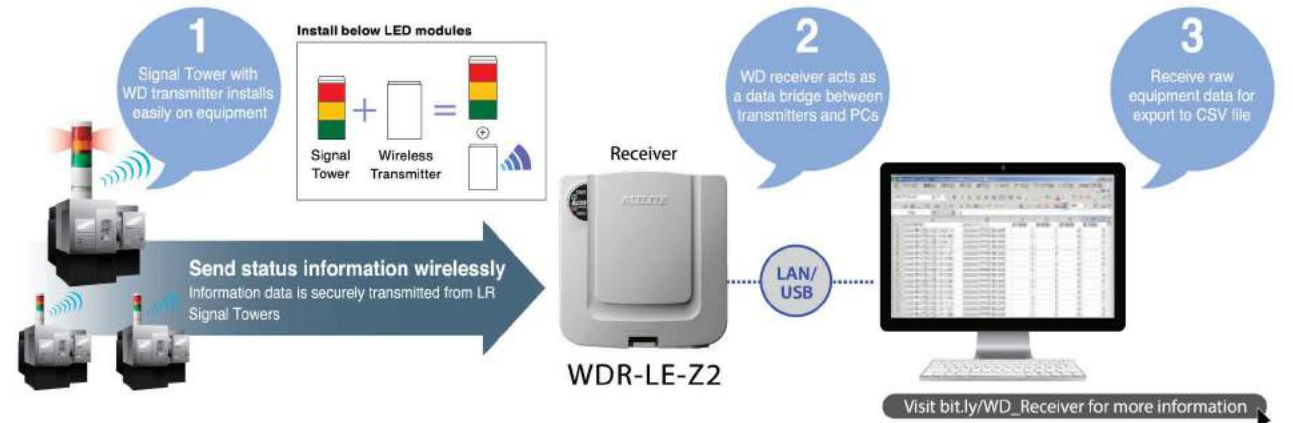 1
Signal Tower with
WD transmitter installs
easily on equipment
Install below LED modules
Signal
Tower
Wireless
Transmitter
2
WD receiver acts as
a data bridge between
transmitters and PCs
3
Receive raw
equipment data for
export to CSV file
Send status information wirelessly
Information data is securely transmitted from LR
Signal Towers
Receiver
PATLITE
WDR-LE-Z2
LAN/
USB
Visit bit.ly/WD_Receiver for more information